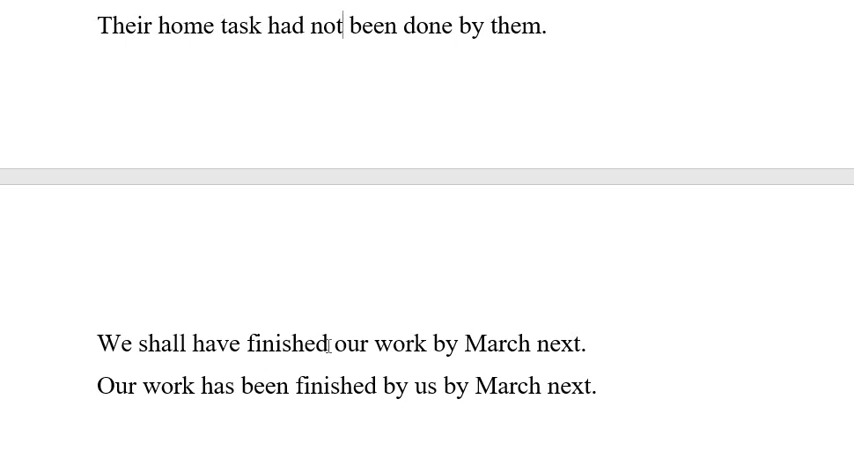 Their home task had not been done by them.
We shall have finished our work by March next.
Our work has been finished by us by March next.